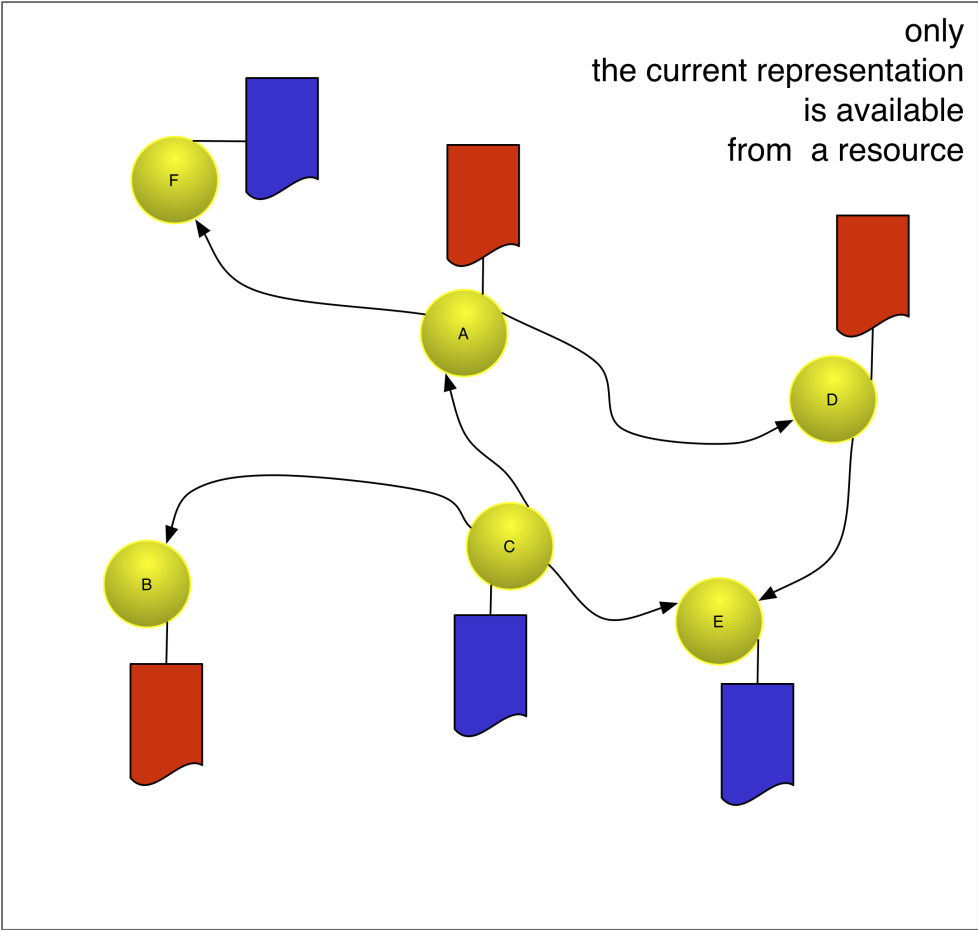 only
the current representation
is available
from  a resource
F
A
D
C
B
E